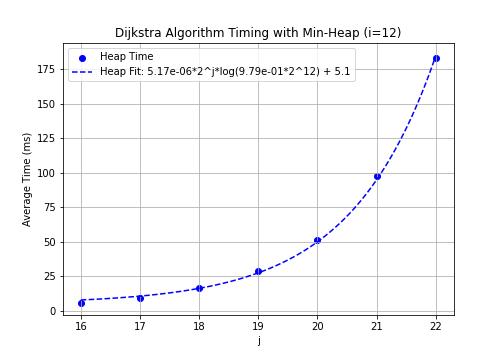 Dijkstra Algorithm Timing with Min-Heap (i=12)
Heap Time
Heap Fit: 5.17e-06*2^j*log(9.79e-01*2^12) + 5.1
Average Time (ms)
175
150
125
100
75
50
25
0
16 17 18 19 20 21 22
j